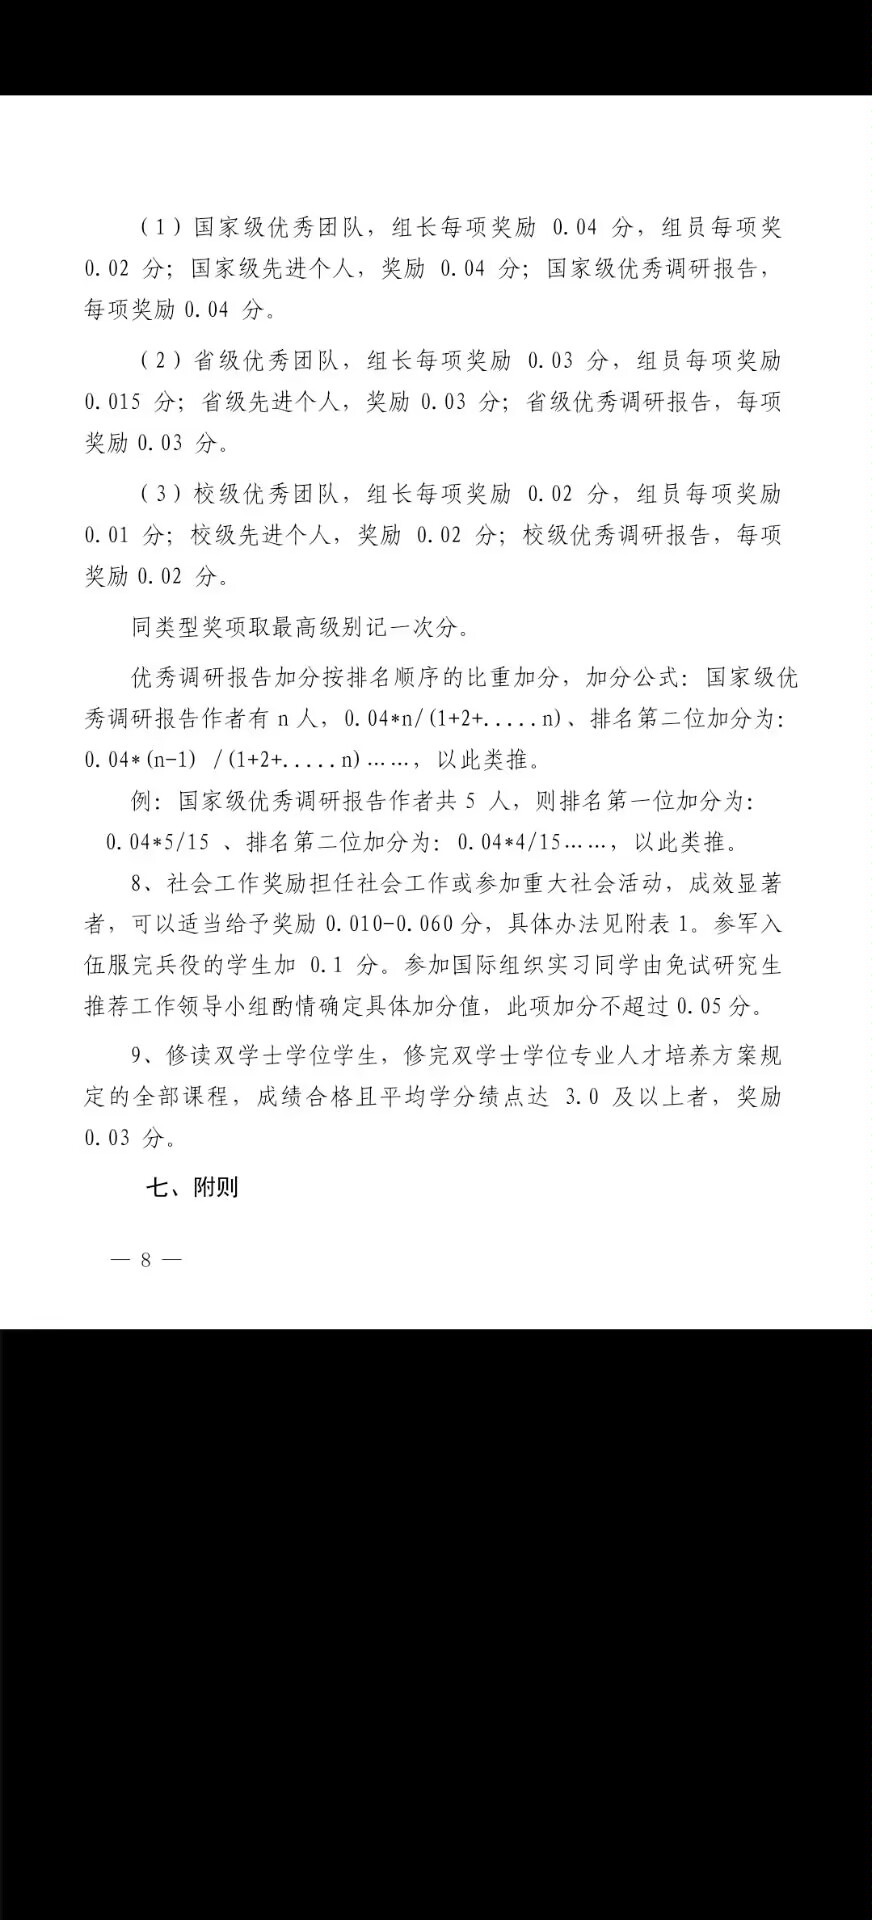 （1）国家级优秀团队，组长每项奖励 0.04 分，组员每项奖
0.02 分；国家级先进个人，奖励 0.04 分；国家级优秀调研报告，
每项奖励 0.04 分。
（2）省级优秀团队，组长每项奖励 0.03 分，组员每项奖励
0.015 分；省级先进个人，奖励 0.03 分；省级优秀调研报告，每项
奖励 0.03 分。
（3）校级优秀团队，组长每项奖励 0.02 分，组员每项奖励
0.01 分；校级先进个人，奖励 0.02 分；校级优秀调研报告，每项
奖励 0.02 分。
同类型奖项取最高级别记一次分。
优秀调研报告加分按排名顺序的比重加分，加分公式：国家级优
秀调研报告作者有 n 人，0.04*n/(1+2+.....n)、排名第二位加分为：
0.04*(n-1) /(1+2+.....n)……，以此类推。
例：国家级优秀调研报告作者共 5 人，则排名第一位加分为：
0.04*5/15 、排名第二位加分为：0.04*4/15……，以此类推。
8、社会工作奖励担任社会工作或参加重大社会活动，成效显著
者，可以适当给予奖励 0.010-0.060 分，具体办法见附表 1。参军入
伍服完兵役的学生加 0.1 分。参加国际组织实习同学由免试研究生
推荐工作领导小组酌情确定具体加分值，此项加分不超过 0.05 分。
9、修读双学士学位学生，修完双学士学位专业人才培养方案规
定的全部课程，成绩合格且平均学分绩点达 3.0 及以上者，奖励
0.03 分。
七、附则
— 8 —